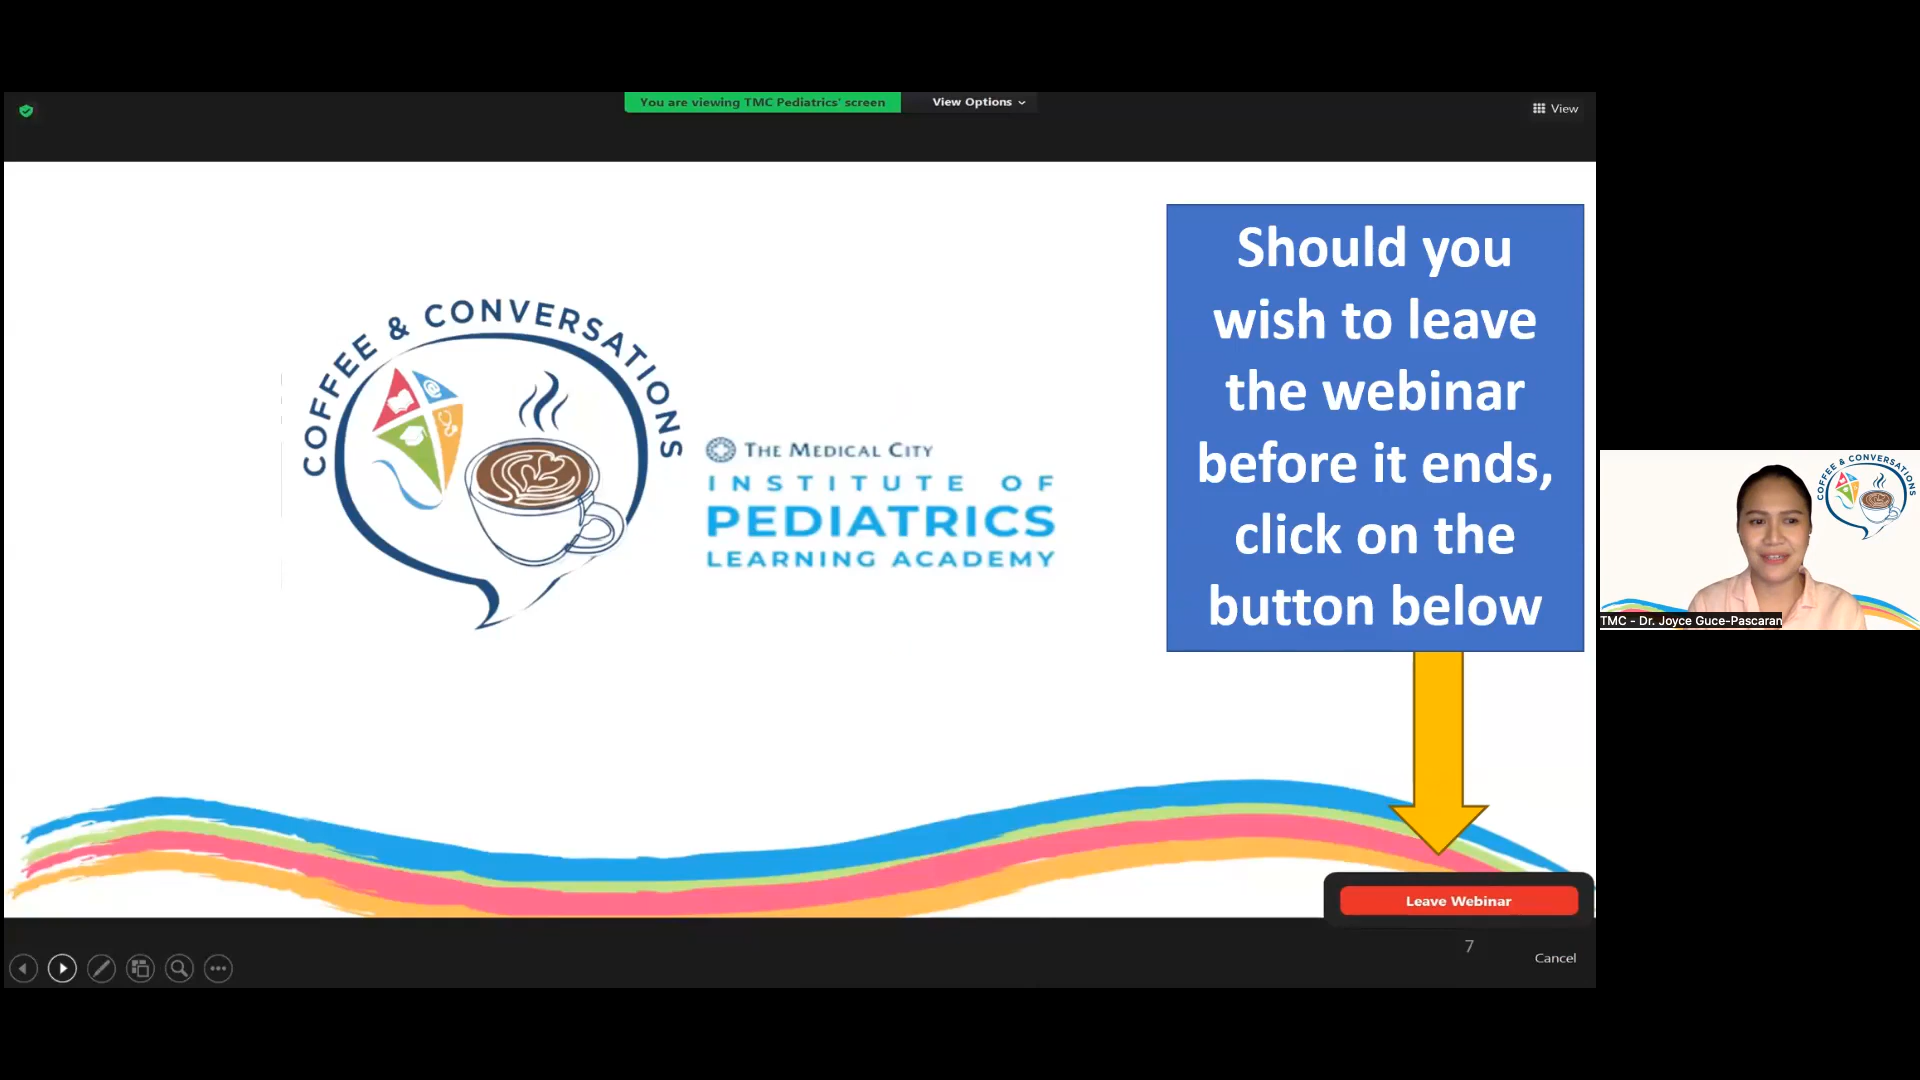 You are viewing TMC Pediatrics' screen
View Options
View
COFFEE & CONVERSATIONS
@
THE MEDICAL CITY
INSTITUTE OF
PEDIATRICS
LEARNING ACADEMY
Should you
wish to leave
the webinar
before it ends,
click on the
button below
COFFEE & CONVERSATIONS
TMC - Dr. Joyce Guce-Pascaran
Leave Webinar
7
Cancel